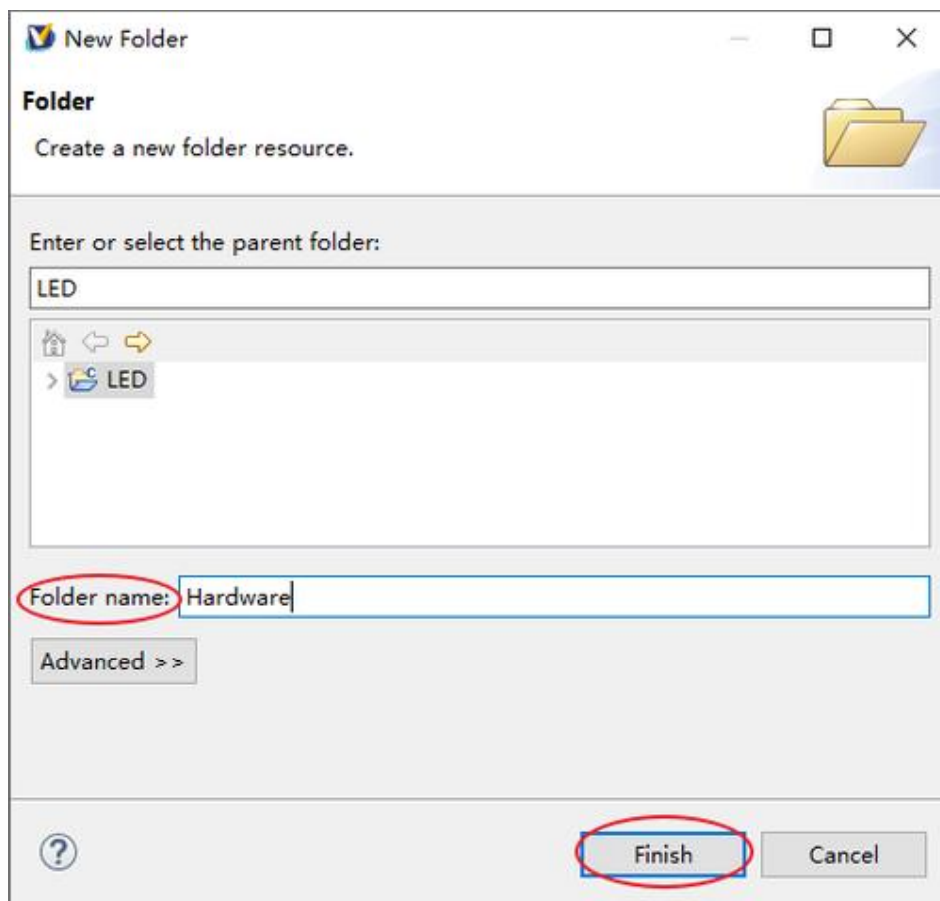 New Folder
Folder
Create a new folder resource.
Enter or select the parent folder:
LED
LED
Folder name: Hardware
Advanced >>
Finish Cancel